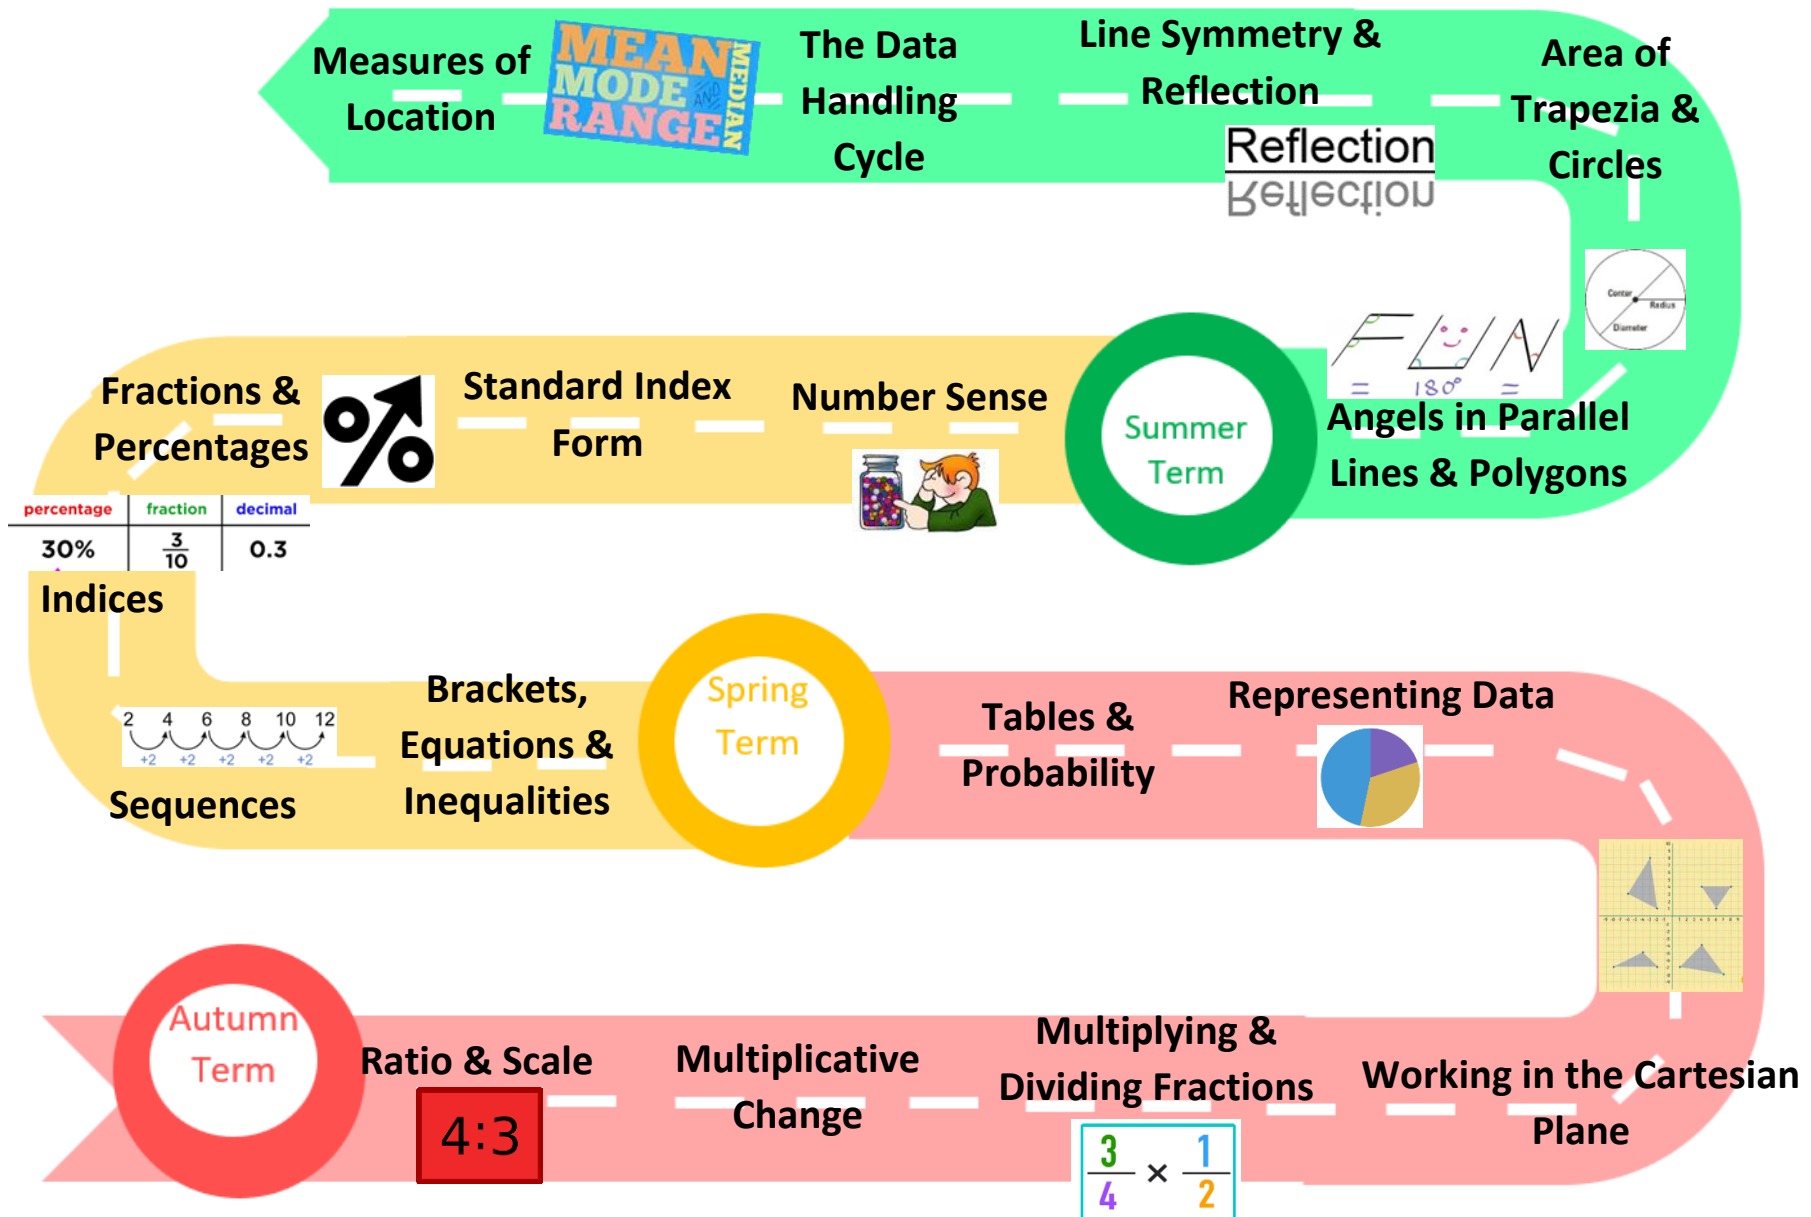 Measures of
Location
MEAN
MODE AND
RANGE
MEDIAN
The Data
Handling
Cycle
Line Symmetry &
Reflection
Reflection
Reflection
Area of
Trapezia &
Circles
Center
Radius
Diameter
FUN
= 180° =
Angels in Parallel
Lines & Polygons
Summer
Term
Number Sense
Standard Index
Form
%
Fractions &
Percentages
percentage fraction decimal
30% 3/10 0.3
Indices
2 4 6 8 10 12
+2 +2 +2 +2 +2
Sequences
Brackets,
Equations &
Inequalities
Spring
Term
Tables &
Probability
Representing Data
Autumn
Term
Ratio & Scale
4:3
Multiplicative
Change
Multiplying &
Dividing Fractions
3/4 × 1/2
Working in the Cartesian
Plane